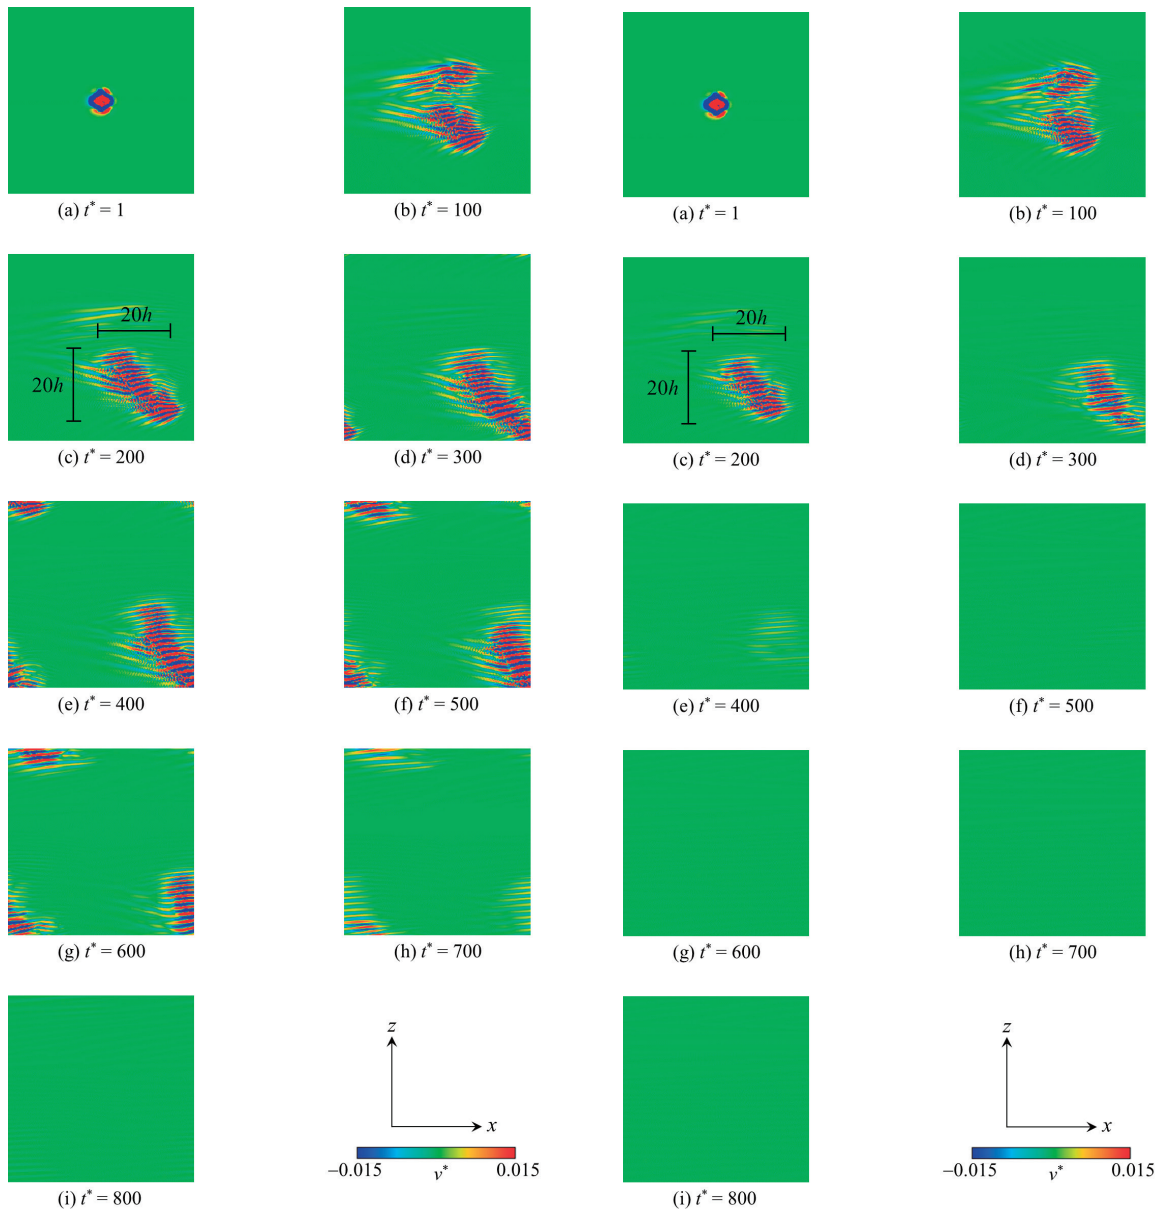 (a) t* = 1
(b) t* = 100
(a) t* = 1
(b) t* = 100
20h
20h
(c) t* = 200
(d) t* = 300
20h
20h
(c) t* = 200
(d) t* = 300
(e) t* = 400
(f) t* = 500
(e) t* = 400
(f) t* = 500
(g) t* = 600
(h) t* = 700
(g) t* = 600
(h) t* = 700
z
x
−0.015
0.015
v*
(i) t* = 800
z
x
−0.015
0.015
v*
(i) t* = 800